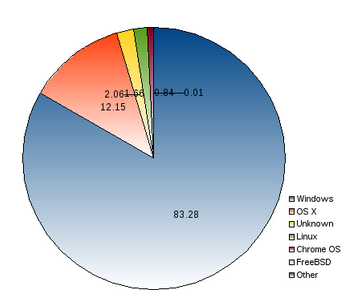 2.06 1.66 0.84 0.01
12.15
83.28
Windows
OS X
Unknown
Linux
Chrome OS
FreeBSD
Other